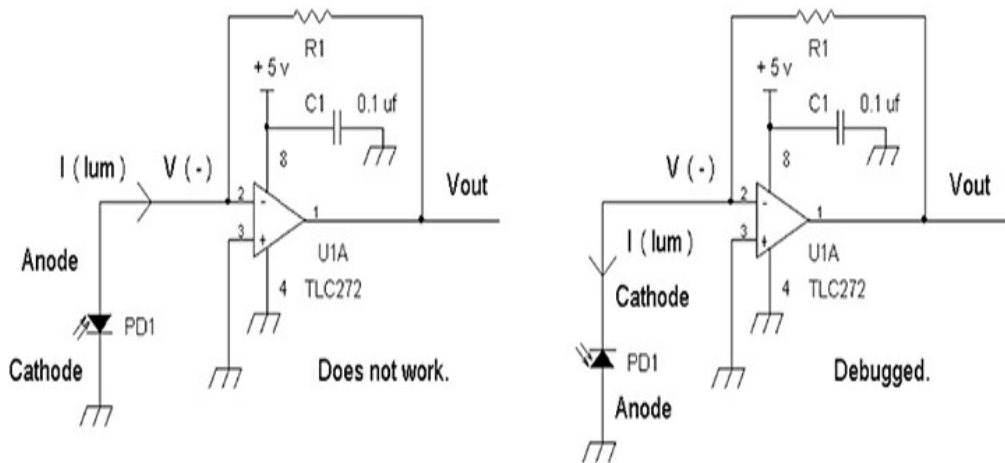 R1
+ 5 v
C1 0.1 uf
8
I ( lum ) V (-)
Vout
2
-
1
3
+
U1A
Anode
4 TLC272
PD1
Cathode
Does not work.
R1
+ 5 v
C1 0.1 uf
8
V (-)
Vout
2
-
1
3
+
I ( lum )
U1A
Cathode
4 TLC272
PD1
Debugged.
Anode